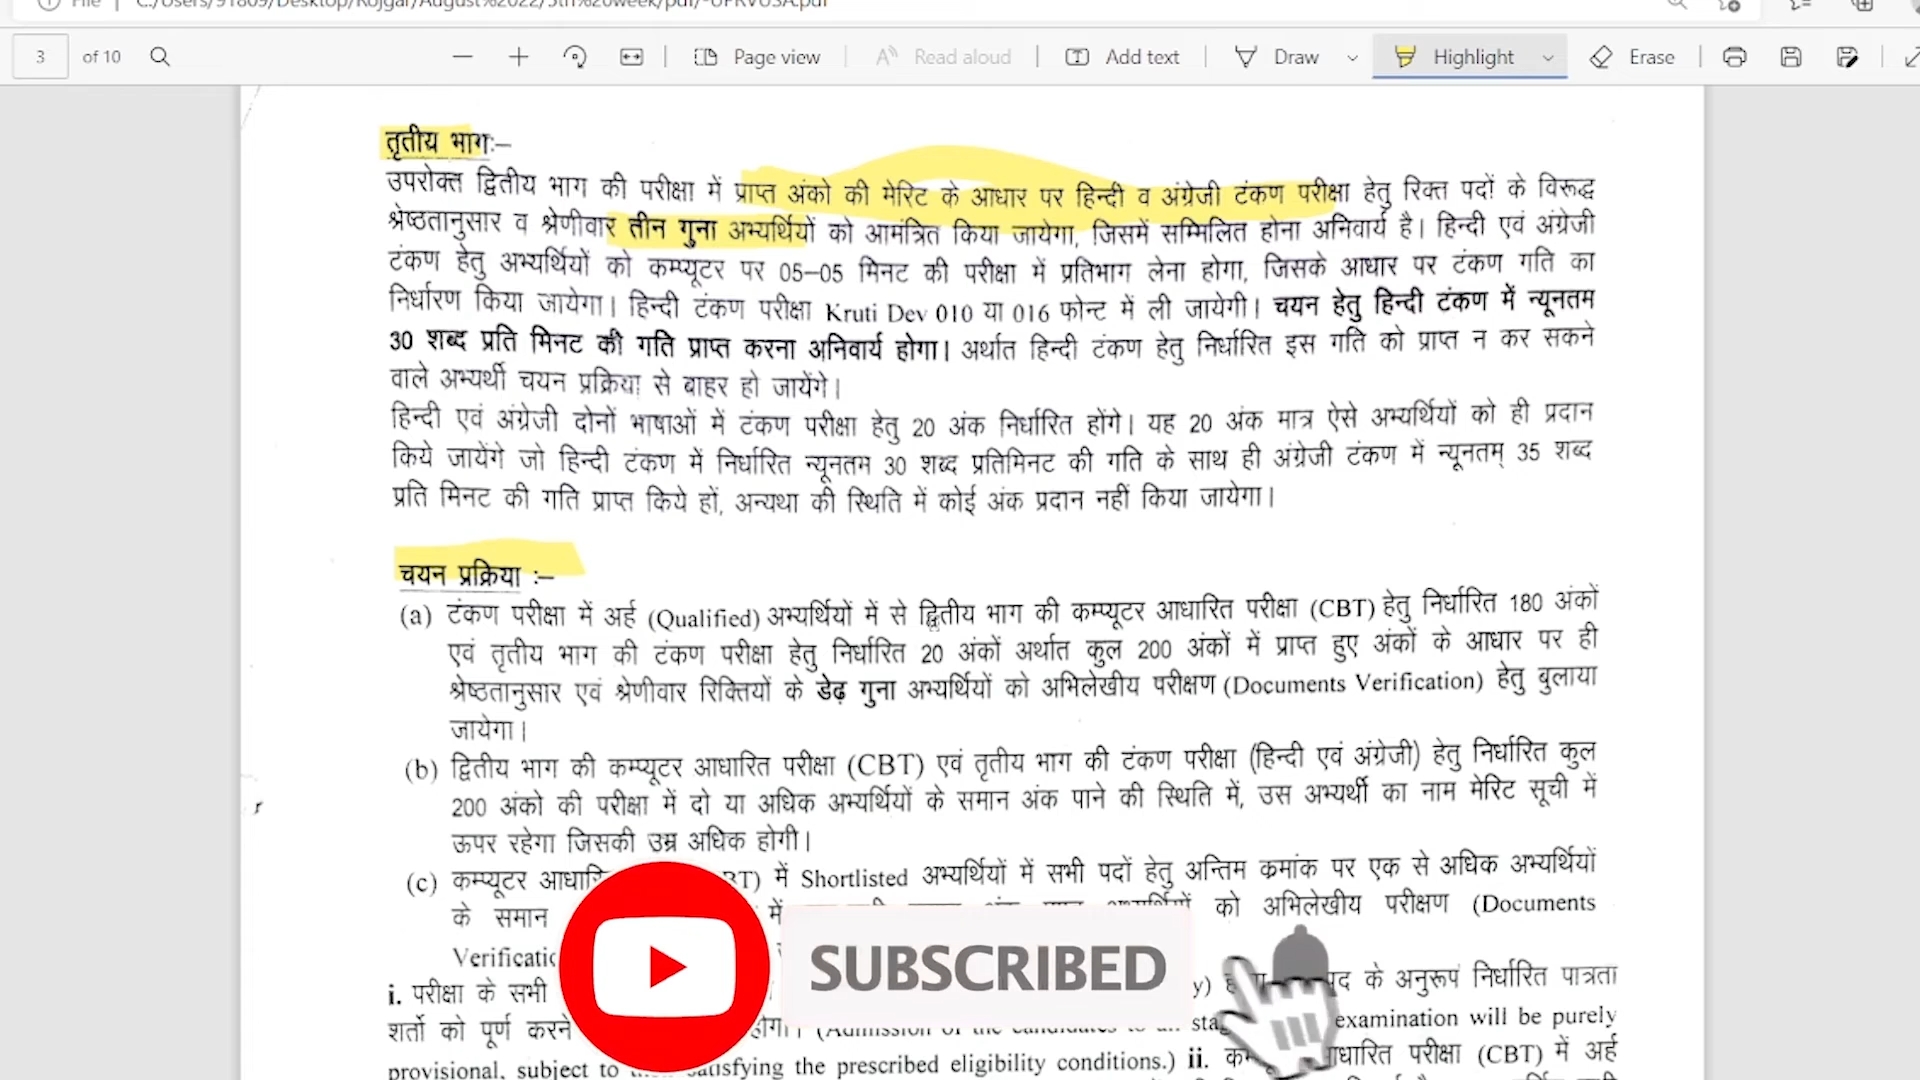 File C:/Users/91809/Desktop/Rojgar/August%2022/5th%20week/pdf/-UPRVUSA.pdf
3 of 10 Page view Read aloud Add text Draw Highlight Erase
तृतीय भागः–
उपरोक्त द्वितीय भाग की परीक्षा में प्राप्त अंको की मेरिट के आधार पर हिन्दी व अंग्रेजी टंकण परीक्षा हेतु रिक्त पदों के विरूद्ध
श्रेष्ठतानुसार व श्रेणीवार तीन गुना अभ्यर्थियों को आमंत्रित किया जायेगा, जिसमें सम्मिलित होना अनिवार्य है। हिन्दी एवं अंग्रेजी
टंकण हेतु अभ्यर्थियों को कम्प्यूटर पर 05–05 मिनट की परीक्षा में प्रतिभाग लेना होगा, जिसके आधार पर टंकण गति का
निर्धारण किया जायेगा। हिन्दी टंकण परीक्षा Kruti Dev 010 या 016 फोन्ट में ली जायेगी। चयन हेतु हिन्दी टंकण में न्यूनतम
30 शब्द प्रति मिनट की गति प्राप्त करना अनिवार्य होगा। अर्थात हिन्दी टंकण हेतु निर्धारित इस गति को प्राप्त न कर सकने
वाले अभ्यर्थी चयन प्रक्रिया से बाहर हो जायेंगे।
हिन्दी एवं अंग्रेजी दोनों भाषाओं में टंकण परीक्षा हेतु 20 अंक निर्धारित होंगे। यह 20 अंक मात्र ऐसे अभ्यर्थियों को ही प्रदान
किये जायेंगे जो हिन्दी टंकण में निर्धारित न्यूनतम 30 शब्द प्रतिमिनट की गति के साथ ही अंग्रेजी टंकण में न्यूनतम् 35 शब्द
प्रति मिनट की गति प्राप्त किये हों, अन्यथा की स्थिति में कोई अंक प्रदान नहीं किया जायेगा।
चयन प्रक्रिया :–
(a) टंकण परीक्षा में अर्ह (Qualified) अभ्यर्थियों में से द्वितीय भाग की कम्प्यूटर आधारित परीक्षा (CBT) हेतु निर्धारित 180 अंकों
एवं तृतीय भाग की टंकण परीक्षा हेतु निर्धारित 20 अंकों अर्थात कुल 200 अंकों में प्राप्त हुए अंकों के आधार पर ही
श्रेष्ठतानुसार एवं श्रेणीवार रिक्तियों के डेढ़ गुना अभ्यर्थियों को अभिलेखीय परीक्षण (Documents Verification) हेतु बुलाया
जायेगा।
(b) द्वितीय भाग की कम्प्यूटर आधारित परीक्षा (CBT) एवं तृतीय भाग की टंकण परीक्षा (हिन्दी एवं अंग्रेजी) हेतु निर्धारित कुल
200 अंको की परीक्षा में दो या अधिक अभ्यर्थियों के समान अंक पाने की स्थिति में, उस अभ्यर्थी का नाम मेरिट सूची में
ऊपर रहेगा जिसकी उम्र अधिक होगी।
(c) कम्प्यूटर BT) में Shortlisted अभ्यर्थियों में सभी पदों हेतु अन्तिम क्रमांक पर एक से अधिक अभ्यर्थियों
के समान में को अभिलेखीय परीक्षण (Documents
i. परीक्षा के सभी y) पद के अनुरूप निर्धारित पात्रता
शर्तो को पूर्ण करने होगा। (Admission of the candidates examination will be purely
provisional, subject to satisfying the prescribed eligibility conditions.) ii. आधारित परीक्षा (CBT) में अर्ह
SUBSCRIBED